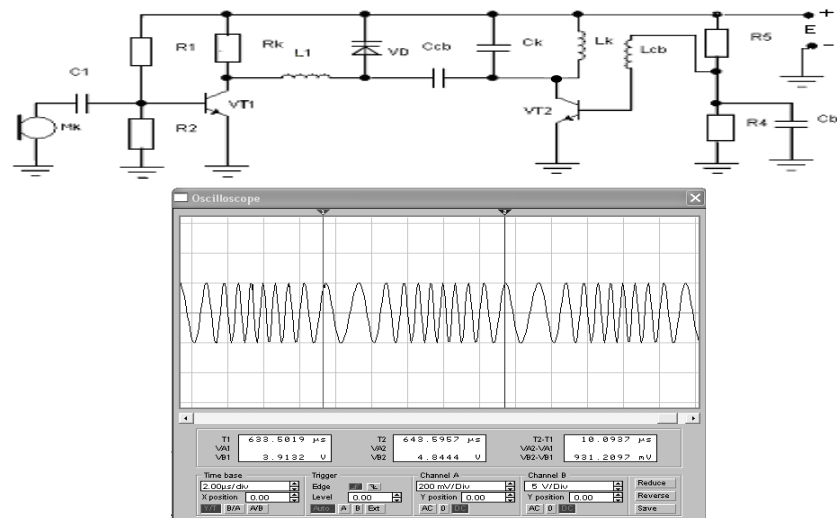 R1
Rk
L1
VD
Ccb
Ck
Lk
Lcb
R5
E
+
−
C1
VT1
VT2
Mk
R2
R4
Cb
Oscilloscope
1
2
T1 633.5019 µs
VA1
VB1 3.9132 V
T2 643.5957 µs
VA2
VB2 4.8444 V
T2-T1 10.0937 µs
VA2-VA1
VB2-VB1 931.2097 mV
Time base
2.00µs/div
X position 0.00
Y/T B/A A/B
Trigger
Edge
Level 0.00
Auto A B Ext
Channel A
200 mV/Div
Y position 0.00
AC 0 DC
Channel B
5 V/Div
Y position 0.00
AC 0 DC
Reduce
Reverse
Save